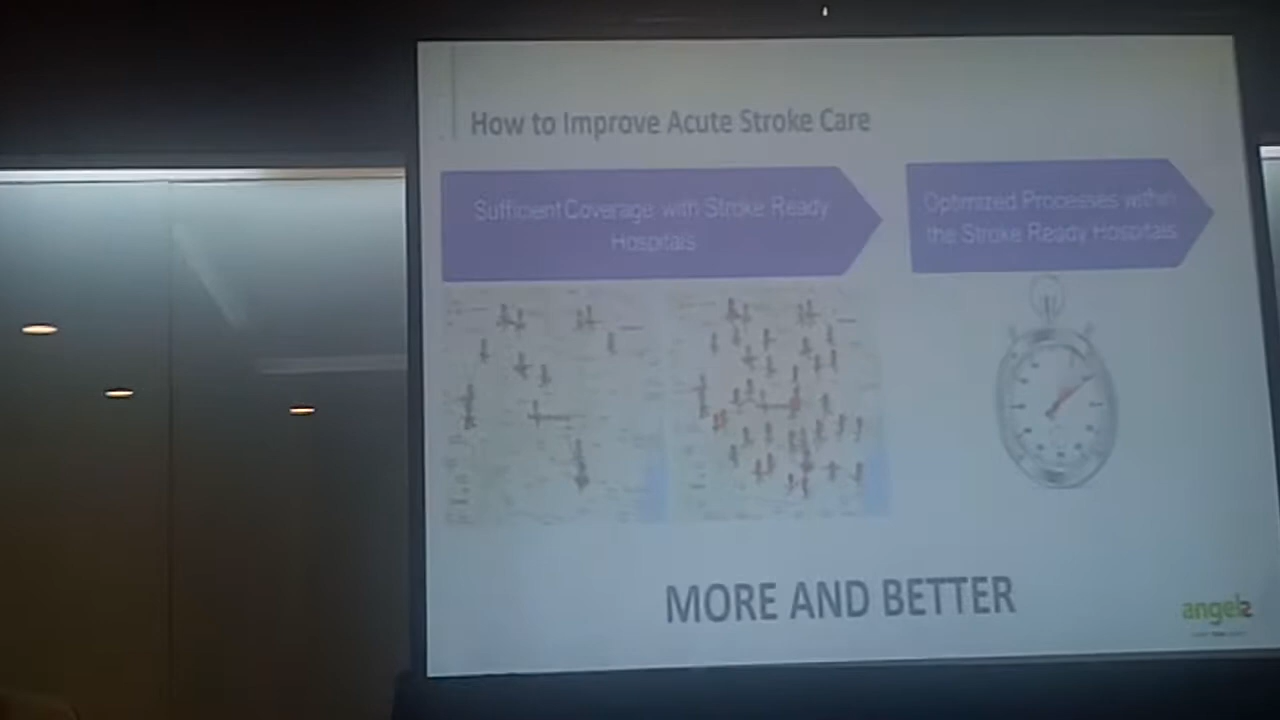 How to Improve Acute Stroke Care
Sufficient Coverage with Stroke Ready
Hospitals
Optimized Processes within
the Stroke Ready Hospitals
MORE AND BETTER
angels